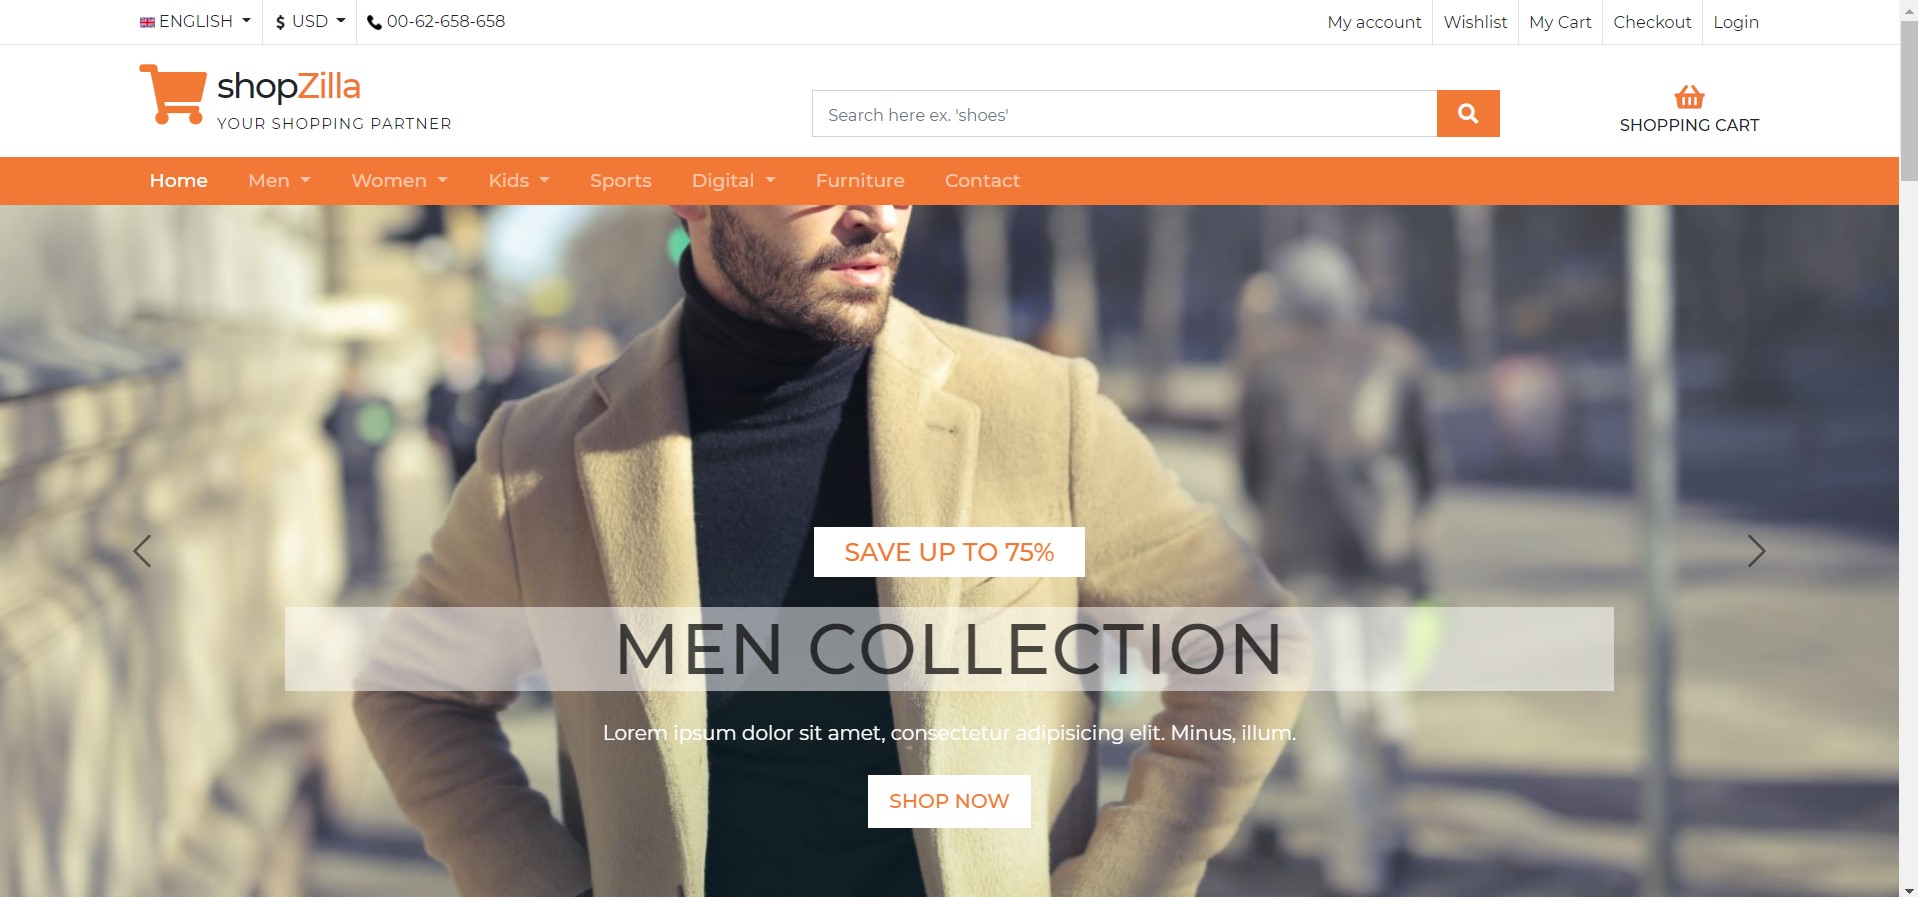 ENGLISH
USD
00-62-658-658
My account
Wishlist
My Cart
Checkout
Login
shopZilla
YOUR SHOPPING PARTNER
Search here ex. 'shoes'
SHOPPING CART
Home
Men
Women
Kids
Sports
Digital
Furniture
Contact
SAVE UP TO 75%
MEN COLLECTION
Lorem ipsum dolor sit amet, consectetur adipisicing elit. Minus, illum.
SHOP NOW